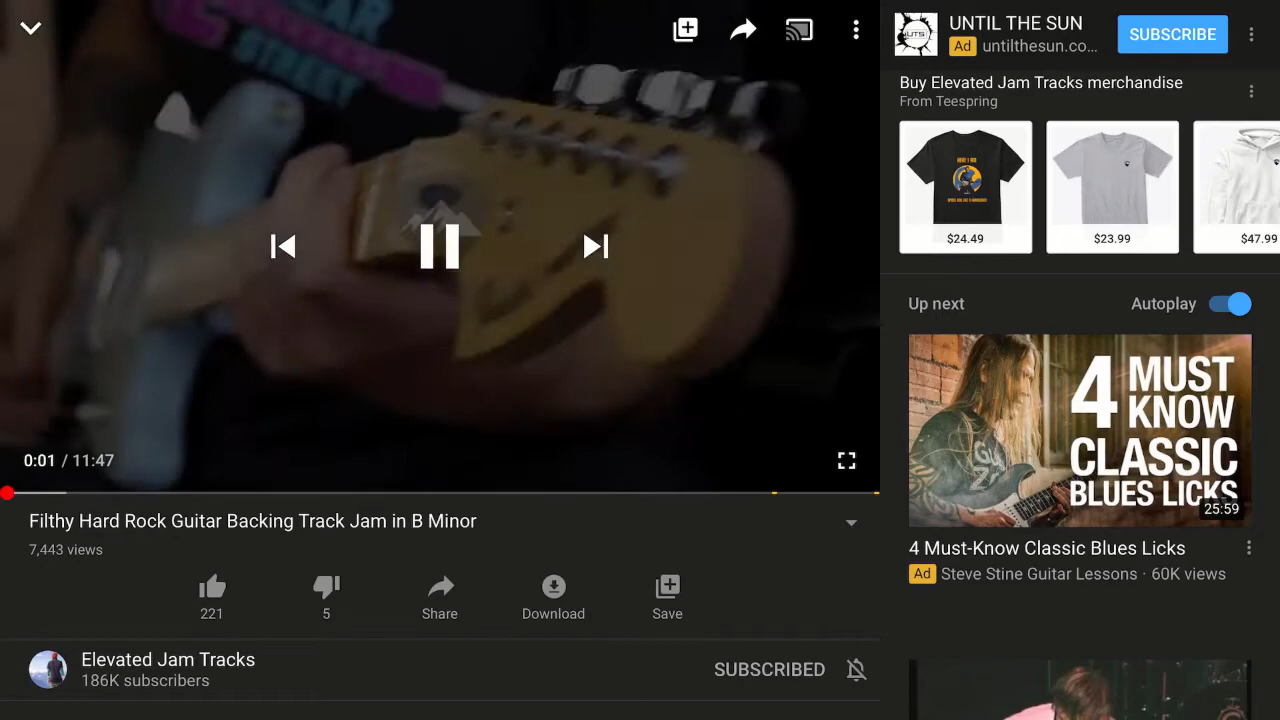 EAR
STREET
0:01 / 11:47
Filthy Hard Rock Guitar Backing Track Jam in B Minor
7,443 views
221
5
Share
Download
Save
Elevated Jam Tracks
186K subscribers
SUBSCRIBED
UTS
UNTIL THE SUN
Ad untilthesun.co...
SUBSCRIBE
Buy Elevated Jam Tracks merchandise
From Teespring
$24.49
$23.99
$47.99
Up next
Autoplay
4 MUST
KNOW
CLASSIC
BLUES LICKS
25:59
4 Must-Know Classic Blues Licks
Ad Steve Stine Guitar Lessons · 60K views